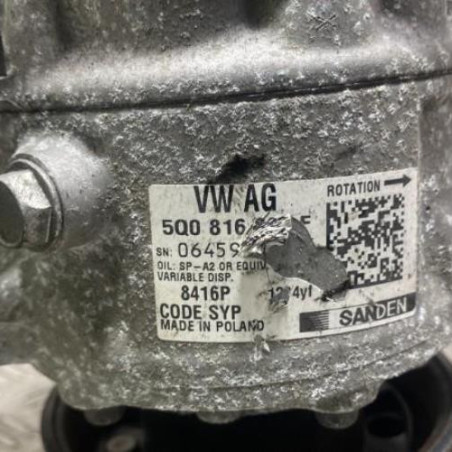 VW AG
ROTATION
5Q0 816
SN: 06459
OIL: SP-A2 OR EQUIV
VARIABLE DISP.
8416P
CODE SYP
SANDEN
MADE IN POLAND